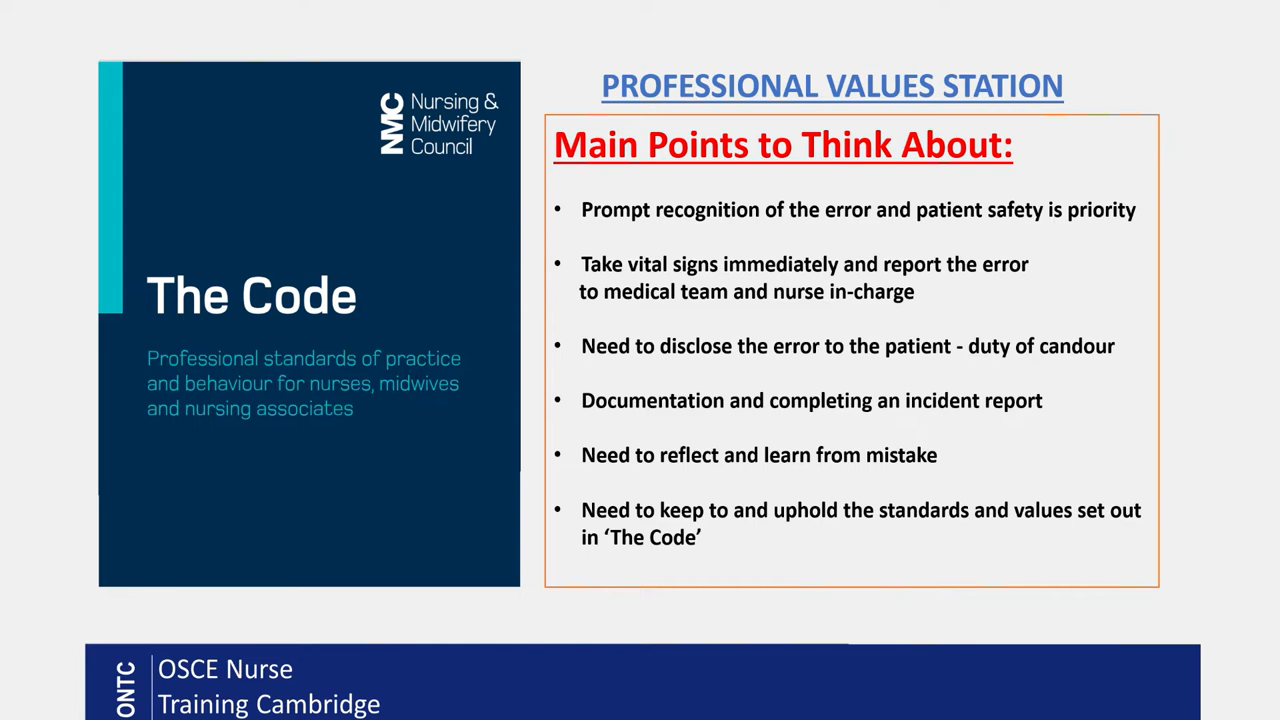 NMC
Nursing &
Midwifery
Council
The Code
Professional standards of practice
and behaviour for nurses, midwives
and nursing associates
PROFESSIONAL VALUES STATION
Main Points to Think About:
• Prompt recognition of the error and patient safety is priority
• Take vital signs immediately and report the error
to medical team and nurse in-charge
• Need to disclose the error to the patient - duty of candour
• Documentation and completing an incident report
• Need to reflect and learn from mistake
• Need to keep to and uphold the standards and values set out
in ‘The Code’
ONTC
OSCE Nurse
Training Cambridge